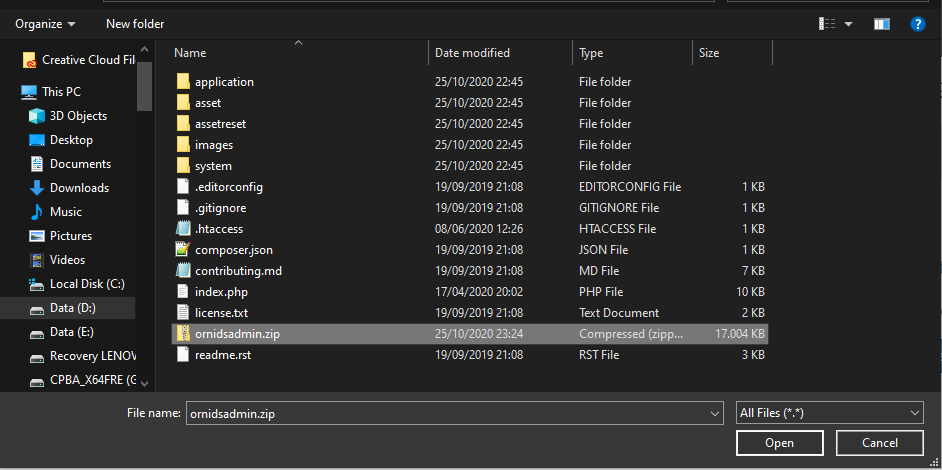 Organize New folder
Name Date modified Type Size
Creative Cloud Fil
This PC
3D Objects
Desktop
Documents
Downloads
Music
Pictures
Videos
Local Disk (C:)
Data (D:)
Data (E:)
Recovery LENOV
CPBA_X64FRE (G
application 25/10/2020 22:45 File folder
asset 25/10/2020 22:45 File folder
assetreset 25/10/2020 22:45 File folder
images 25/10/2020 22:45 File folder
system 25/10/2020 22:45 File folder
.editorconfig 19/09/2019 21:08 EDITORCONFIG File 1 KB
.gitignore 19/09/2019 21:08 GITIGNORE File 1 KB
.htaccess 08/06/2020 12:26 HTACCESS File 1 KB
composer.json 19/09/2019 21:08 JSON File 1 KB
contributing.md 19/09/2019 21:08 MD File 7 KB
index.php 17/04/2020 20:02 PHP File 10 KB
license.txt 19/09/2019 21:08 Text Document 2 KB
ornidsadmin.zip 25/10/2020 23:24 Compressed (zipp... 17.004 KB
readme.rst 19/09/2019 21:08 RST File 3 KB
File name: ornidsadmin.zip All Files (*.*)
Open Cancel